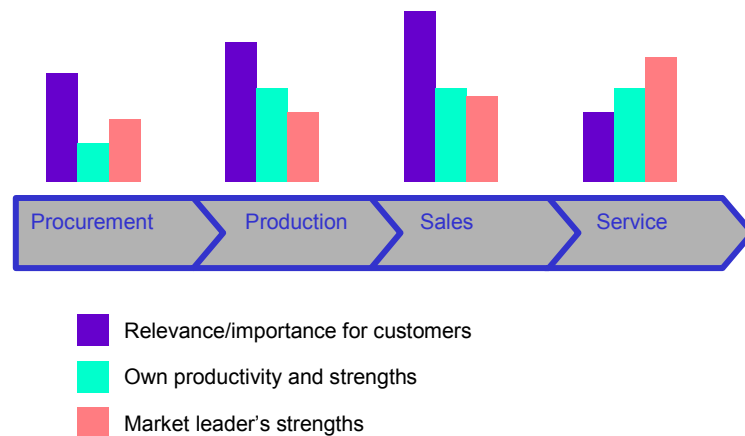 Procurement
Production
Sales
Service
Relevance/importance for customers
Own productivity and strengths
Market leader's strengths